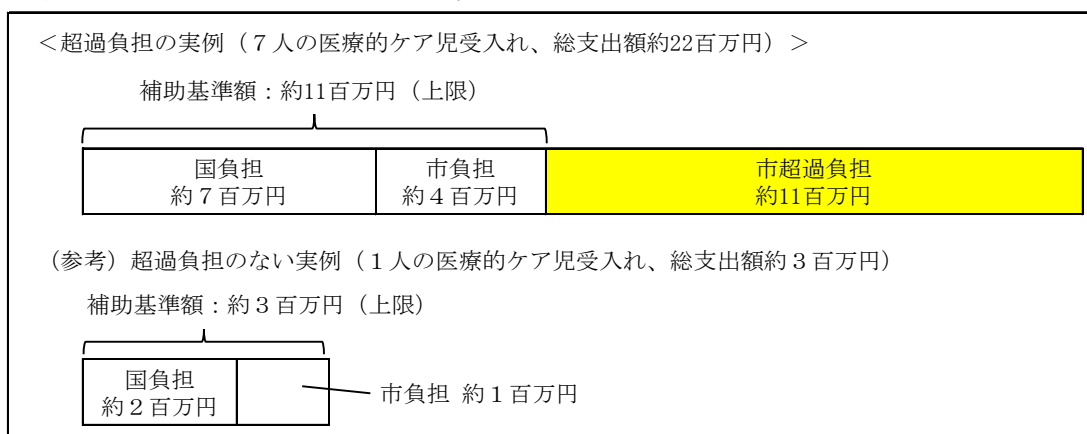 ＜超過負担の実例（７人の医療的ケア児受入れ、総支出額約22百万円）＞
補助基準額：約11百万円（上限）
国負担
約７百万円
市負担
約４百万円
市超過負担
約11百万円
（参考）超過負担のない実例（１人の医療的ケア児受入れ、総支出額約３百万円）
補助基準額：約３百万円（上限）
国負担
約２百万円
市負担 約１百万円